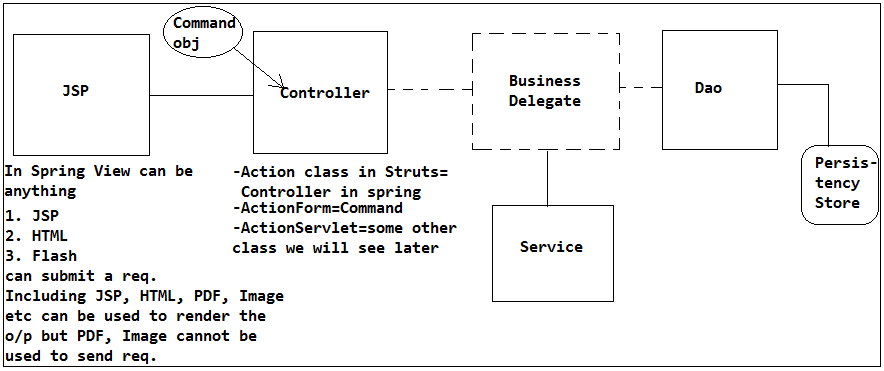 Command
obj
JSP
Controller
Business
Delegate
Dao
Persis-
tency
Store
Service
In Spring View can be
anything
1. JSP
2. HTML
3. Flash
can submit a req.
Including JSP, HTML, PDF, Image
etc can be used to render the
o/p but PDF, Image cannot be
used to send req.
-Action class in Struts=
Controller in spring
-ActionForm=Command
-ActionServlet=some other
class we will see later